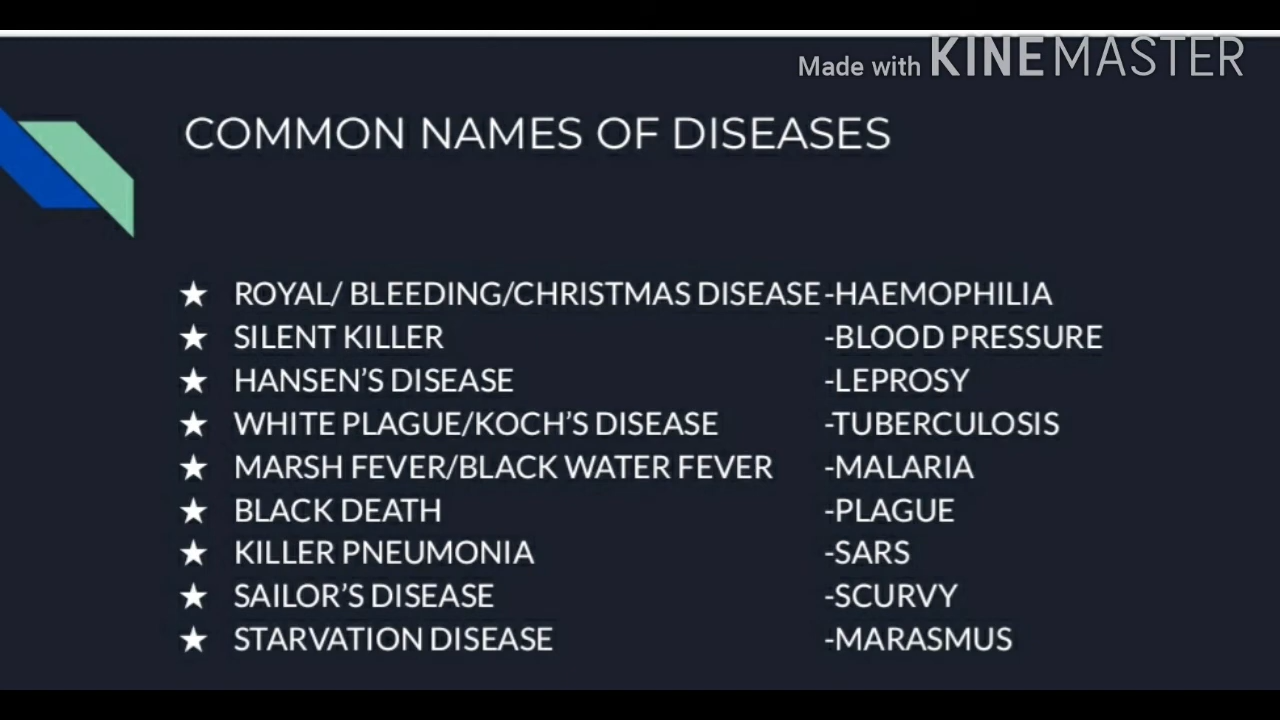 Made with KINEMASTER
COMMON NAMES OF DISEASES
★ ROYAL/ BLEEDING/CHRISTMAS DISEASE -HAEMOPHILIA
★ SILENT KILLER -BLOOD PRESSURE
★ HANSEN'S DISEASE -LEPROSY
★ WHITE PLAGUE/KOCH'S DISEASE -TUBERCULOSIS
★ MARSH FEVER/BLACK WATER FEVER -MALARIA
★ BLACK DEATH -PLAGUE
★ KILLER PNEUMONIA -SARS
★ SAILOR'S DISEASE -SCURVY
★ STARVATION DISEASE -MARASMUS